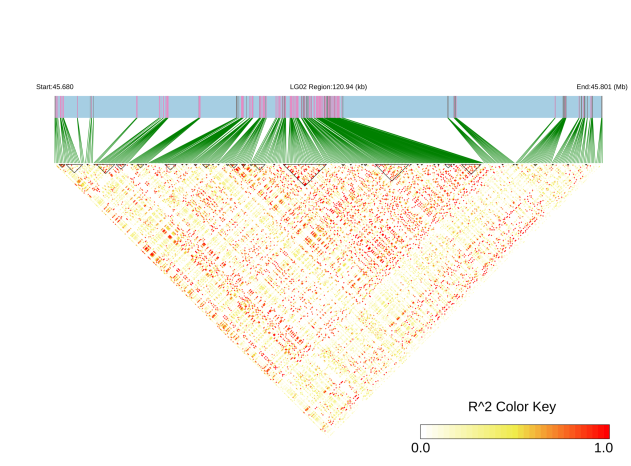 Start:45.680 LG02 Region:120.94 (kb) End:45.801 (Mb)
R^2 Color Key
0.0 1.0